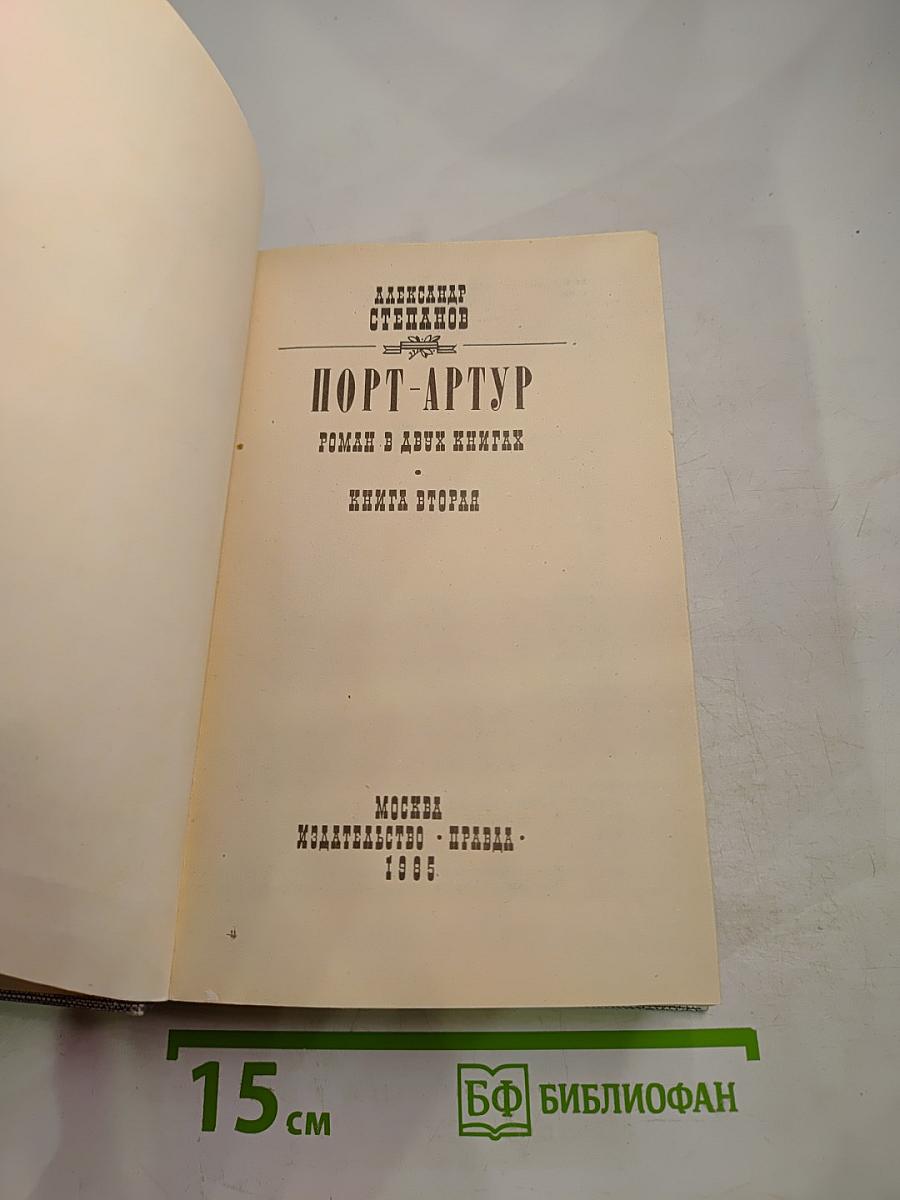 АЛЕКСАНДР
СТЕПАНОВ
ПОРТ-АРТУР
РОМАН В ДВУХ КНИГАХ
•
КНИГА ВТОРАЯ
МОСКВА
ИЗДАТЕЛЬСТВО •ПРАВДА•
1985
15 см
БФ БИБЛИОФАН